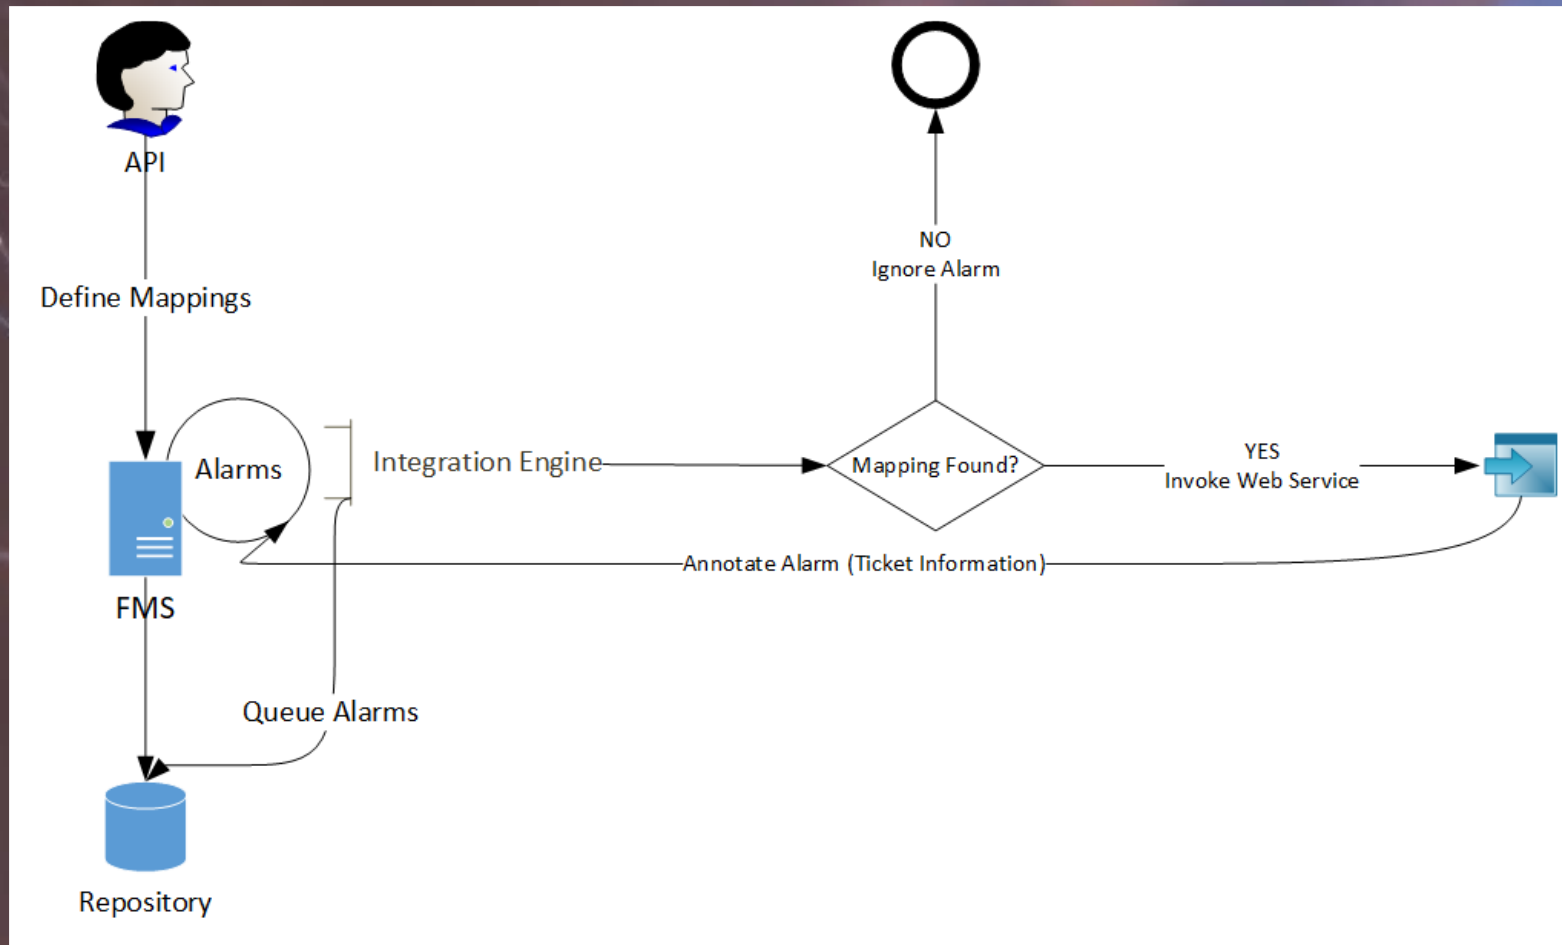 API
Define Mappings
Alarms
Integration Engine
FMS
Queue Alarms
Repository
NO
Ignore Alarm
Mapping Found?
YES
Invoke Web Service
Annotate Alarm (Ticket Information)